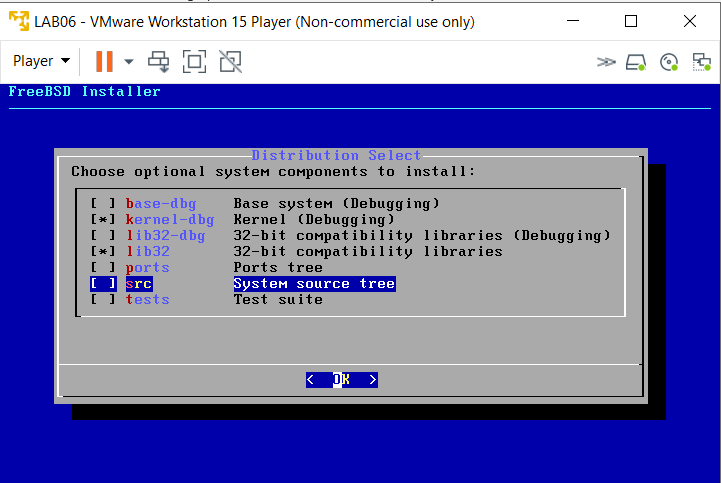 LAB06 - VMware Workstation 15 Player (Non-commercial use only)
Player
FreeBSD Installer
Distribution Select
Choose optional system components to install:
[ ] base-dbg Base system (Debugging)
[*] kernel-dbg Kernel (Debugging)
[ ] lib32-dbg 32-bit compatibility libraries (Debugging)
[*] lib32 32-bit compatibility libraries
[ ] ports Ports tree
[ ] src System source tree
[ ] tests Test suite
< OK >